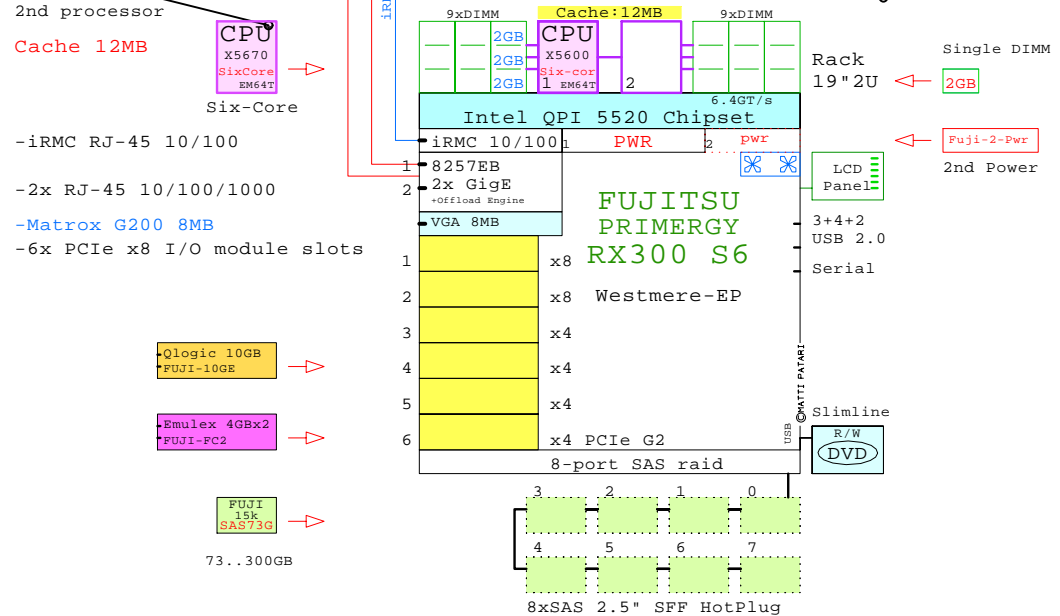 2nd processor
Cache 12MB
CPU
X5670
SixCore
EM64T
Six-Core
-iRMC RJ-45 10/100
-2x RJ-45 10/100/1000
-Matrox G200 8MB
-6x PCIe x8 I/O module slots
Qlogic 10GB
FUJI-10GE
Emulex 4GBx2
FUJI-FC2
FUJI
15k
SAS73G
73..300GB
9xDIMM
Cache:12MB
9xDIMM
2GB
2GB
2GB
CPU
X5600
Six-cor
1 EM64T
2
6.4GT/s
Intel QPI 5520 Chipset
iRMC 10/100
1
PWR
2
pwr
1
8257EB
2
2x GigE
+Offload Engine
VGA 8MB
FUJITSU
PRIMERGY
RX300 S6
Westmere-EP
1 x8
2 x8
3 x4
4 x4
5 x4
6 x4 PCIe G2
8-port SAS raid
3 2 1 0
4 5 6 7
8xSAS 2.5" SFF HotPlug
Rack
19"2U
Single DIMM
2GB
Fuji-2-Pwr
2nd Power
LCD
Panel
3+4+2
USB 2.0
Serial
©MATTI PATARI
USB
Slimline
R/W
DVD